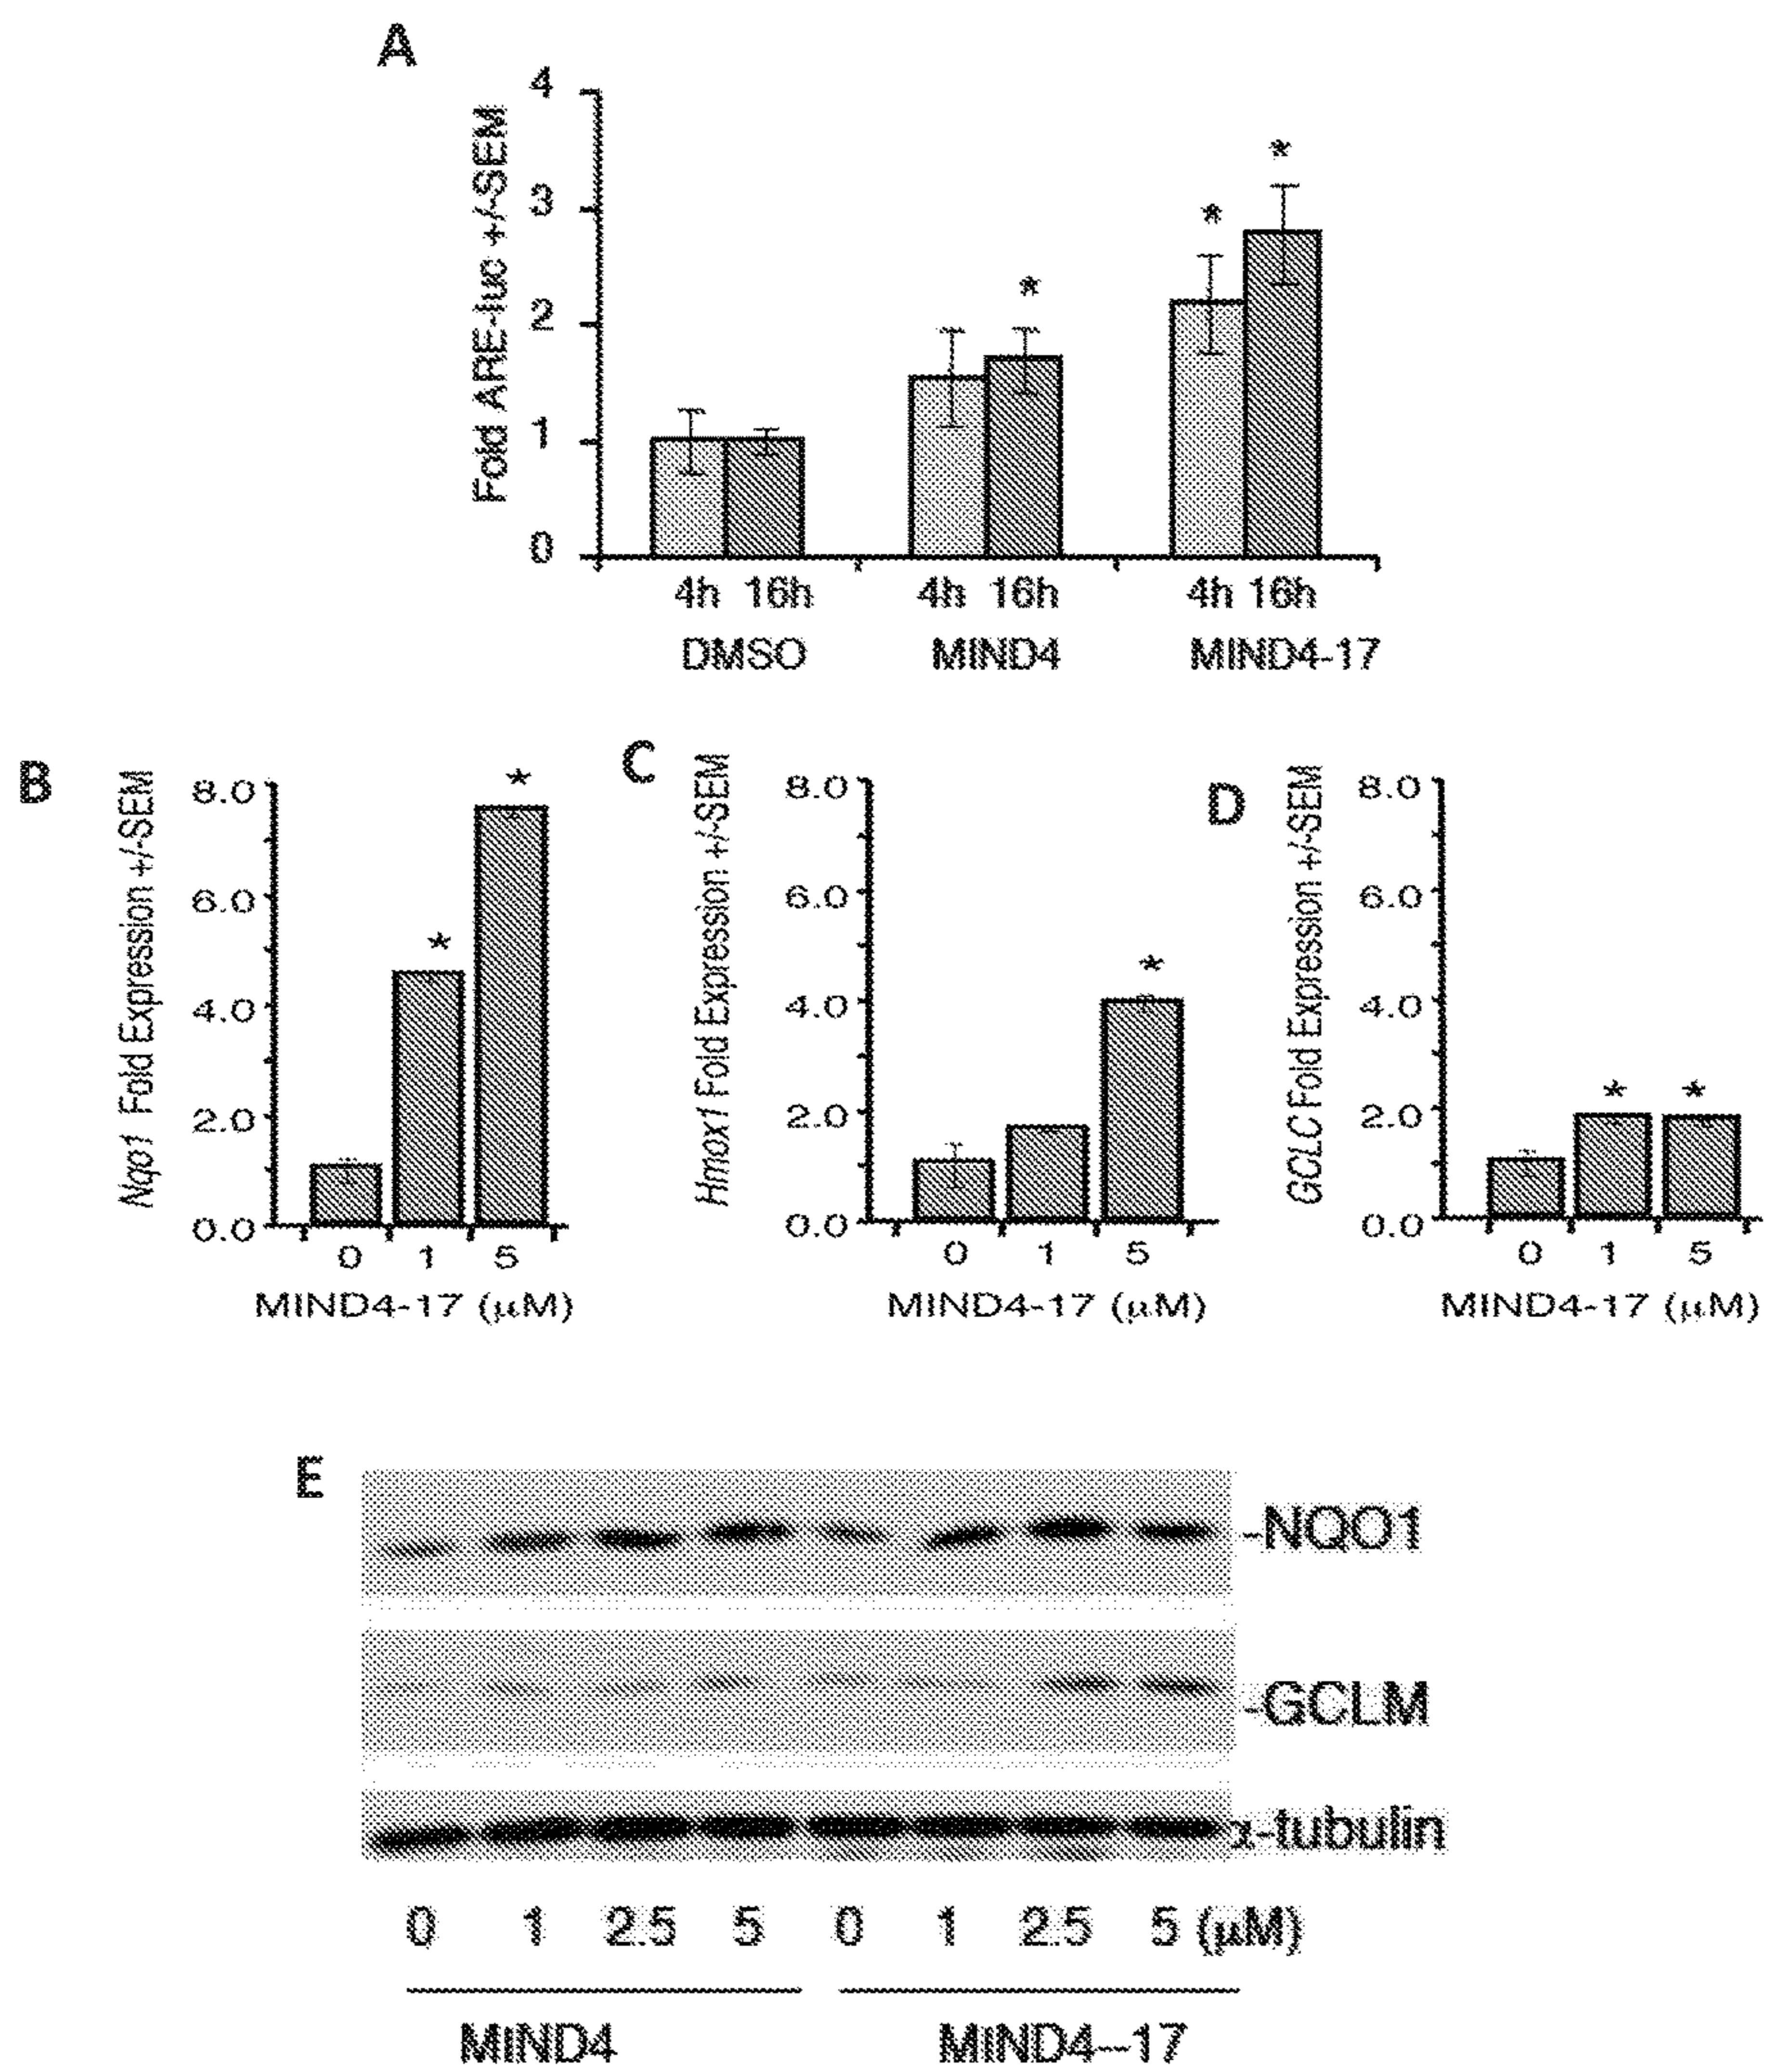 A
Fold ARE-luc +/-SEM
4
3
2
1
0
4h 16h 4h 16h 4h 16h
DMSO MIND4 MIND4-17
*
*
*
B
Nqo1 Fold Expression +/-SEM
8.0
6.0
4.0
2.0
0.0
*
*
0 1 5
MIND4-17 (µM)
C
Hmox1 Fold Expression +/-SEM
8.0
6.0
4.0
2.0
0.0
*
0 1 5
MIND4-17 (µM)
D
GCLC Fold Expression +/-SEM
8.0
6.0
4.0
2.0
0.0
* *
0 1 5
MIND4-17 (µM)
E
-NQO1
-GCLM
α-tubulin
0 1 2.5 5 0 1 2.5 5 (µM)
MIND4 MIND4--17